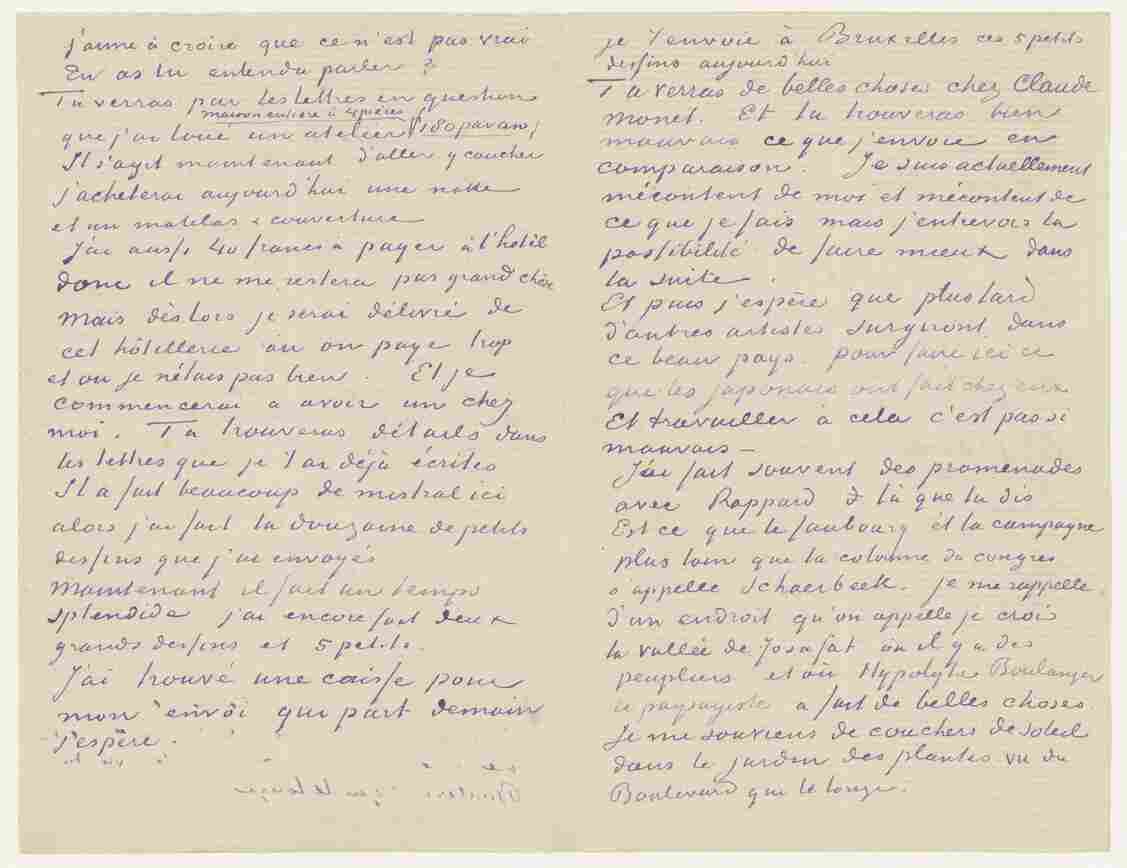 j'aime à croire que ce n'est pas vrai
En as tu entendu parler ?
Tu verras par les lettres en question
maison entière à 4 pièces
que j'ai loué un atelier 180 par an,
Il s'agit maintenant d'aller y coucher
j'acheterai aujourd'hui une natte
et un matelas & couverture
J'ai aussi 40 francs à payer à l'hotel
donc il ne me restera pas grand chôse
Mais dès lors je serai délivré de
cet hôtellerie où on paye trop
et où je n'étais pas bien. Et je
commencerai a avoir un chez
moi. Tu trouveras détails dans
les lettres que je t'ai déjà écrites
Il a fait beaucoup de mistral ici
alors j'ai fait la douzaine de petits
dessins que j'ai envoyés
Maintenant il fait un temps
splendide j'ai encore fait deux
grands dessins et 5 petits.
J'ai trouvé une caisse pour
mon envôi qui part demain
j'espère.
je t'envoie à Bruxelles ces 5 petits
dessins aujourd'hui
Tu verras de belles choses chez Claude
Monet. Et tu trouveras bien
mauvais ce que j'envoie en
comparaison. Je suis actuellement
mécontent de moi et mécontent de
ce que je fais mais j'entrevois la
possibilité de faire mieux dans
la suite.
Et puis j'espère que plus tard
d'autres artistes surgiront dans
ce beau pays. pour faire ici ce
que les japonais ont fait chez eux
Et travailler à cela c'est pas si
mauvais –
J'ai fait souvent des promenades
avec Rappard là que tu dis
Est ce que le faubourg et la campagne
plus loin que la colonne du congres
s'appelle Schaerbeek. je me rappelle
d'un endroit qu'on appelle je crois
la vallée de Josafat où il y a des
peupliers et où Hypolyte Boulanger
le paysagiste a fait de belles choses.
Je me souviens de couchers de soleil
dans le jardin des plantes vu du
Boulevard qui le longe.